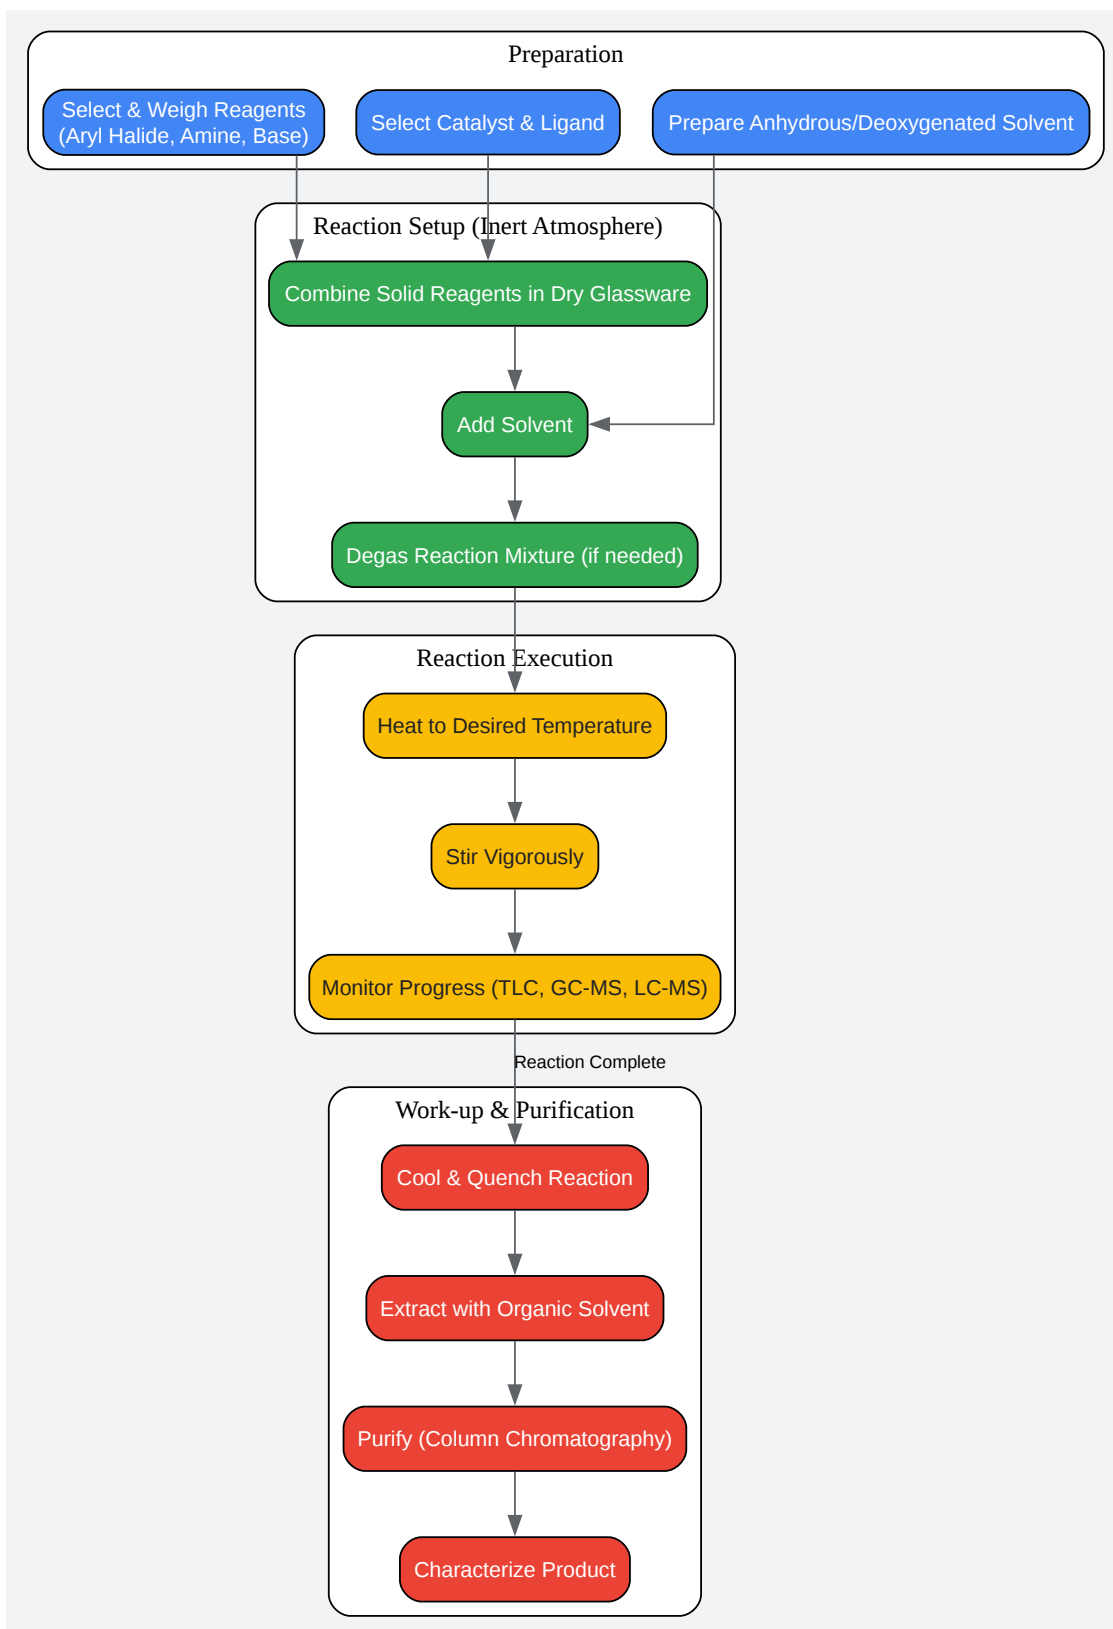 Preparation
Select & Weigh Reagents
(Aryl Halide, Amine, Base)
Select Catalyst & Ligand
Prepare Anhydrous/Deoxygenated Solvent
Reaction Setup (Inert Atmosphere)
Combine Solid Reagents in Dry Glassware
Add Solvent
Degas Reaction Mixture (if needed)
Reaction Execution
Heat to Desired Temperature
Stir Vigorously
Monitor Progress (TLC, GC-MS, LC-MS)
Reaction Complete
Work-up & Purification
Cool & Quench Reaction
Extract with Organic Solvent
Purify (Column Chromatography)
Characterize Product